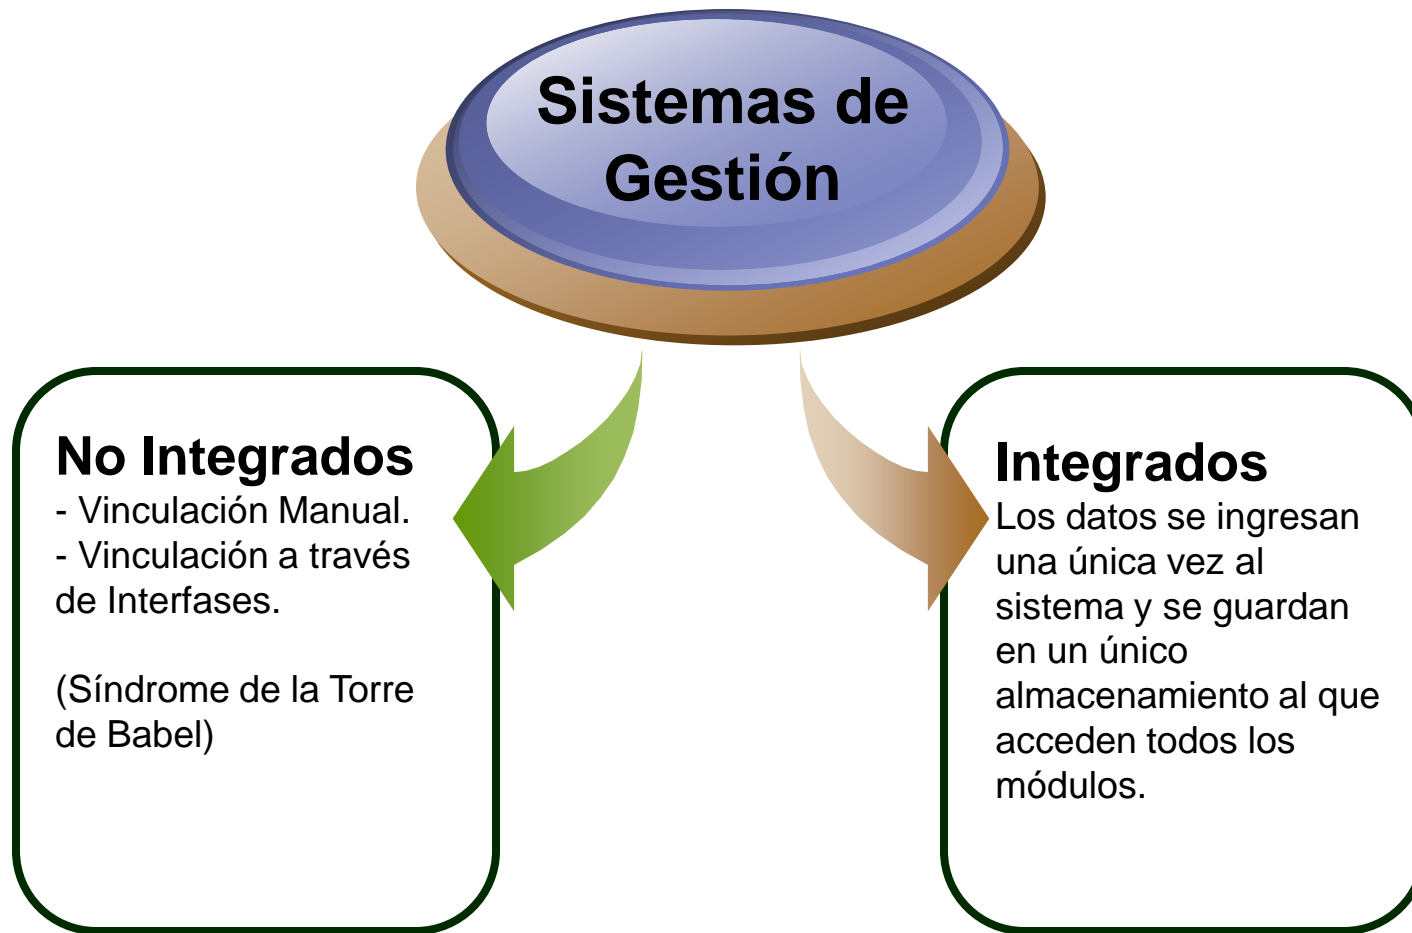 Sistemas de
Gestión
No Integrados
- Vinculación Manual.
- Vinculación a través
de Interfases.
(Síndrome de la Torre
de Babel)
Integrados
Los datos se ingresan
una única vez al
sistema y se guardan
en un único
almacenamiento al que
acceden todos los
módulos.